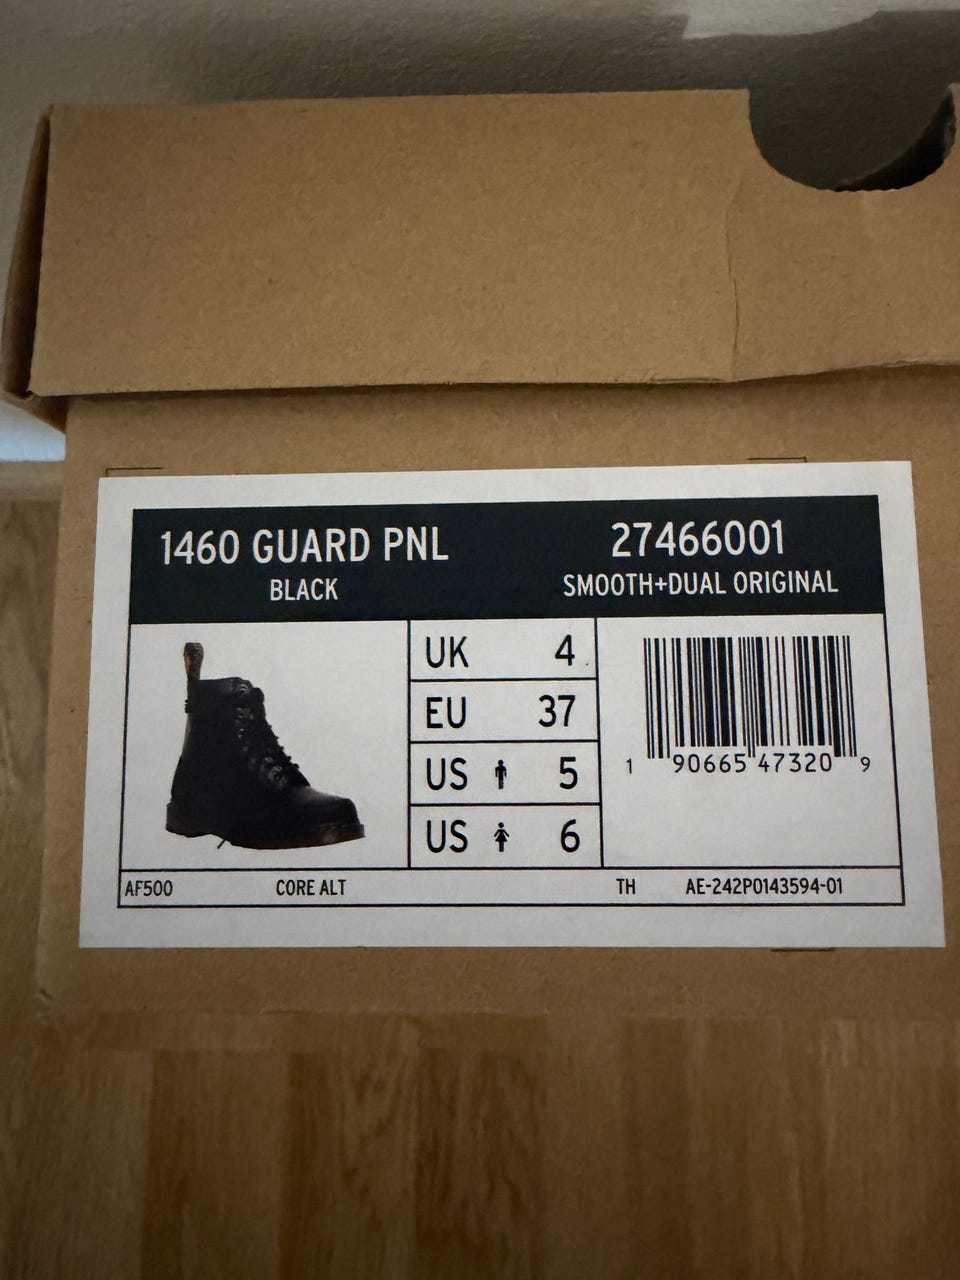 1460 GUARD PNL
BLACK
27466001
SMOOTH+DUAL ORIGINAL
UK 4
EU 37
US 5
US 6
1 90665 47320 9
AF500 CORE ALT TH AE-242P0143594-01